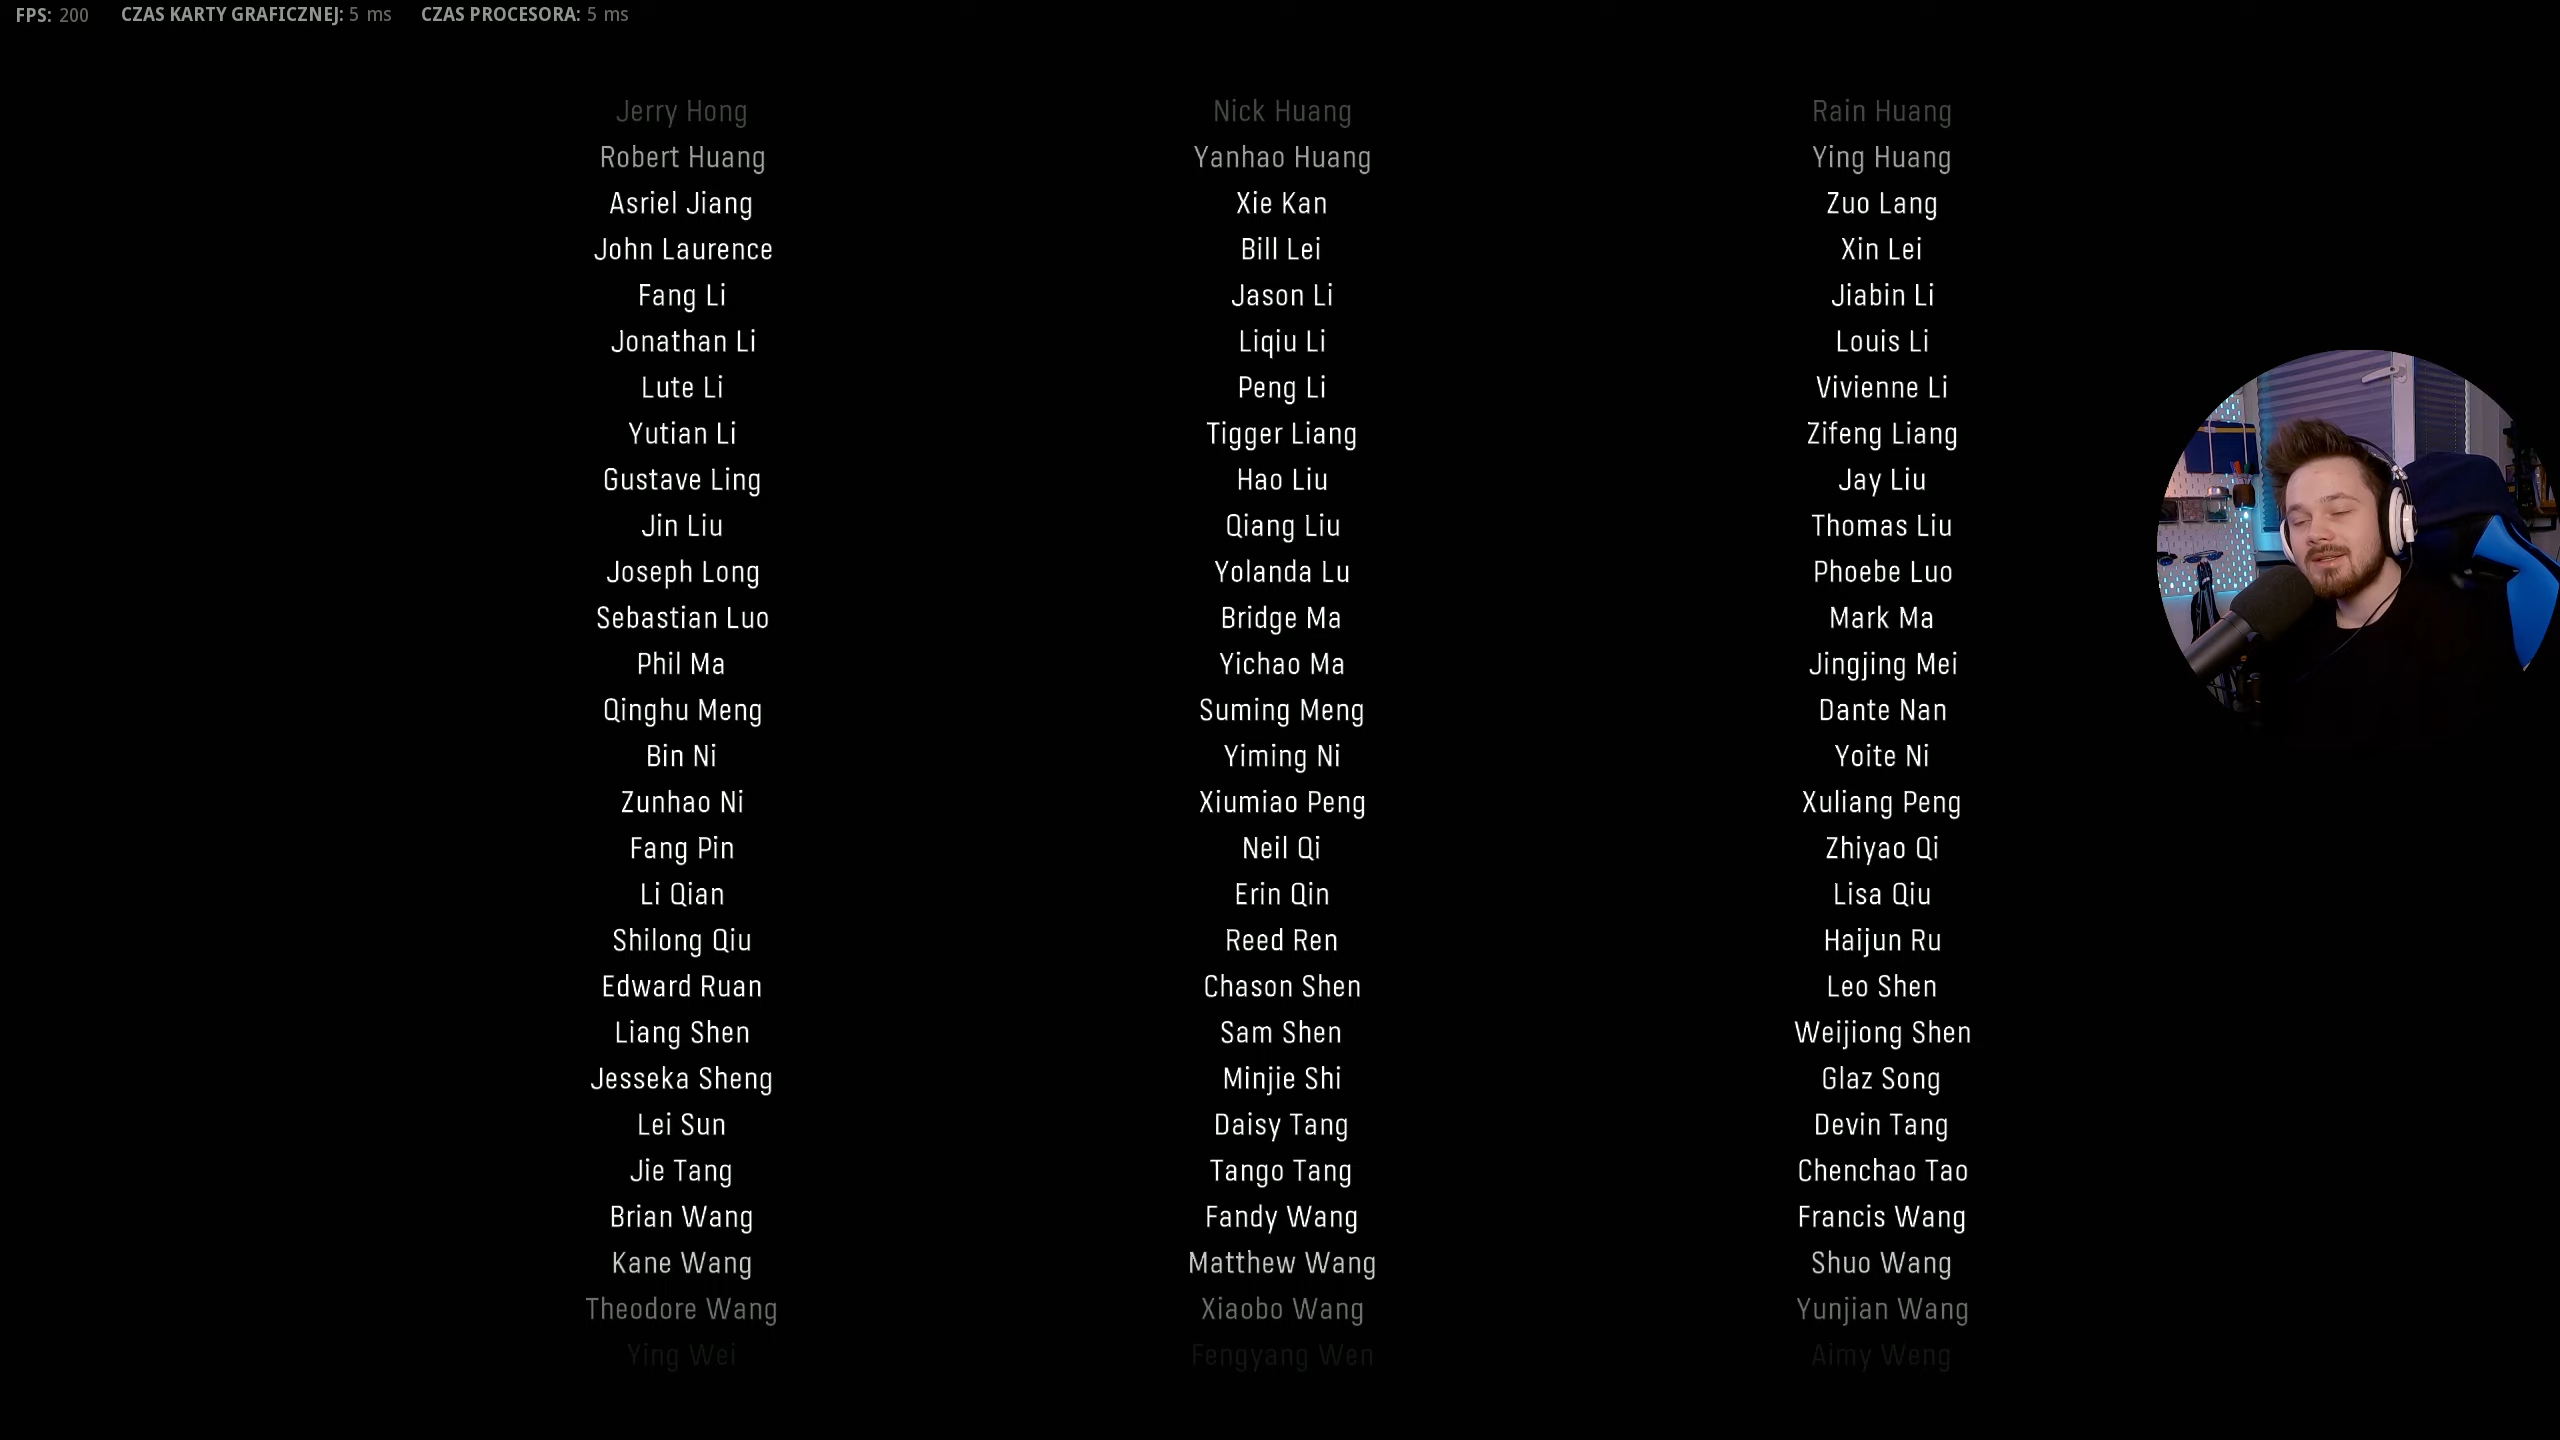 FPS: 200 CZAS KARTY GRAFICZNEJ: 5 ms CZAS PROCESORA: 5 ms
Jerry Hong Nick Huang Rain Huang
Robert Huang Yanhao Huang Ying Huang
Asriel Jiang Xie Kan Zuo Lang
John Laurence Bill Lei Xin Lei
Fang Li Jason Li Jiabin Li
Jonathan Li Liqiu Li Louis Li
Lute Li Peng Li Vivienne Li
Yutian Li Tigger Liang Zifeng Liang
Gustave Ling Hao Liu Jay Liu
Jin Liu Qiang Liu Thomas Liu
Joseph Long Yolanda Lu Phoebe Luo
Sebastian Luo Bridge Ma Mark Ma
Phil Ma Yichao Ma Jingjing Mei
Qinghu Meng Suming Meng Dante Nan
Bin Ni Yiming Ni Yoite Ni
Zunhao Ni Xiumiao Peng Xuliang Peng
Fang Pin Neil Qi Zhiyao Qi
Li Qian Erin Qin Lisa Qiu
Shilong Qiu Reed Ren Haijun Ru
Edward Ruan Chason Shen Leo Shen
Liang Shen Sam Shen Weijiong Shen
Jesseka Sheng Minjie Shi Glaz Song
Lei Sun Daisy Tang Devin Tang
Jie Tang Tango Tang Chenchao Tao
Brian Wang Fandy Wang Francis Wang
Kane Wang Matthew Wang Shuo Wang
Theodore Wang Xiaobo Wang Yunjian Wang
Ying Wei Fengyang Wen Aimy Weng